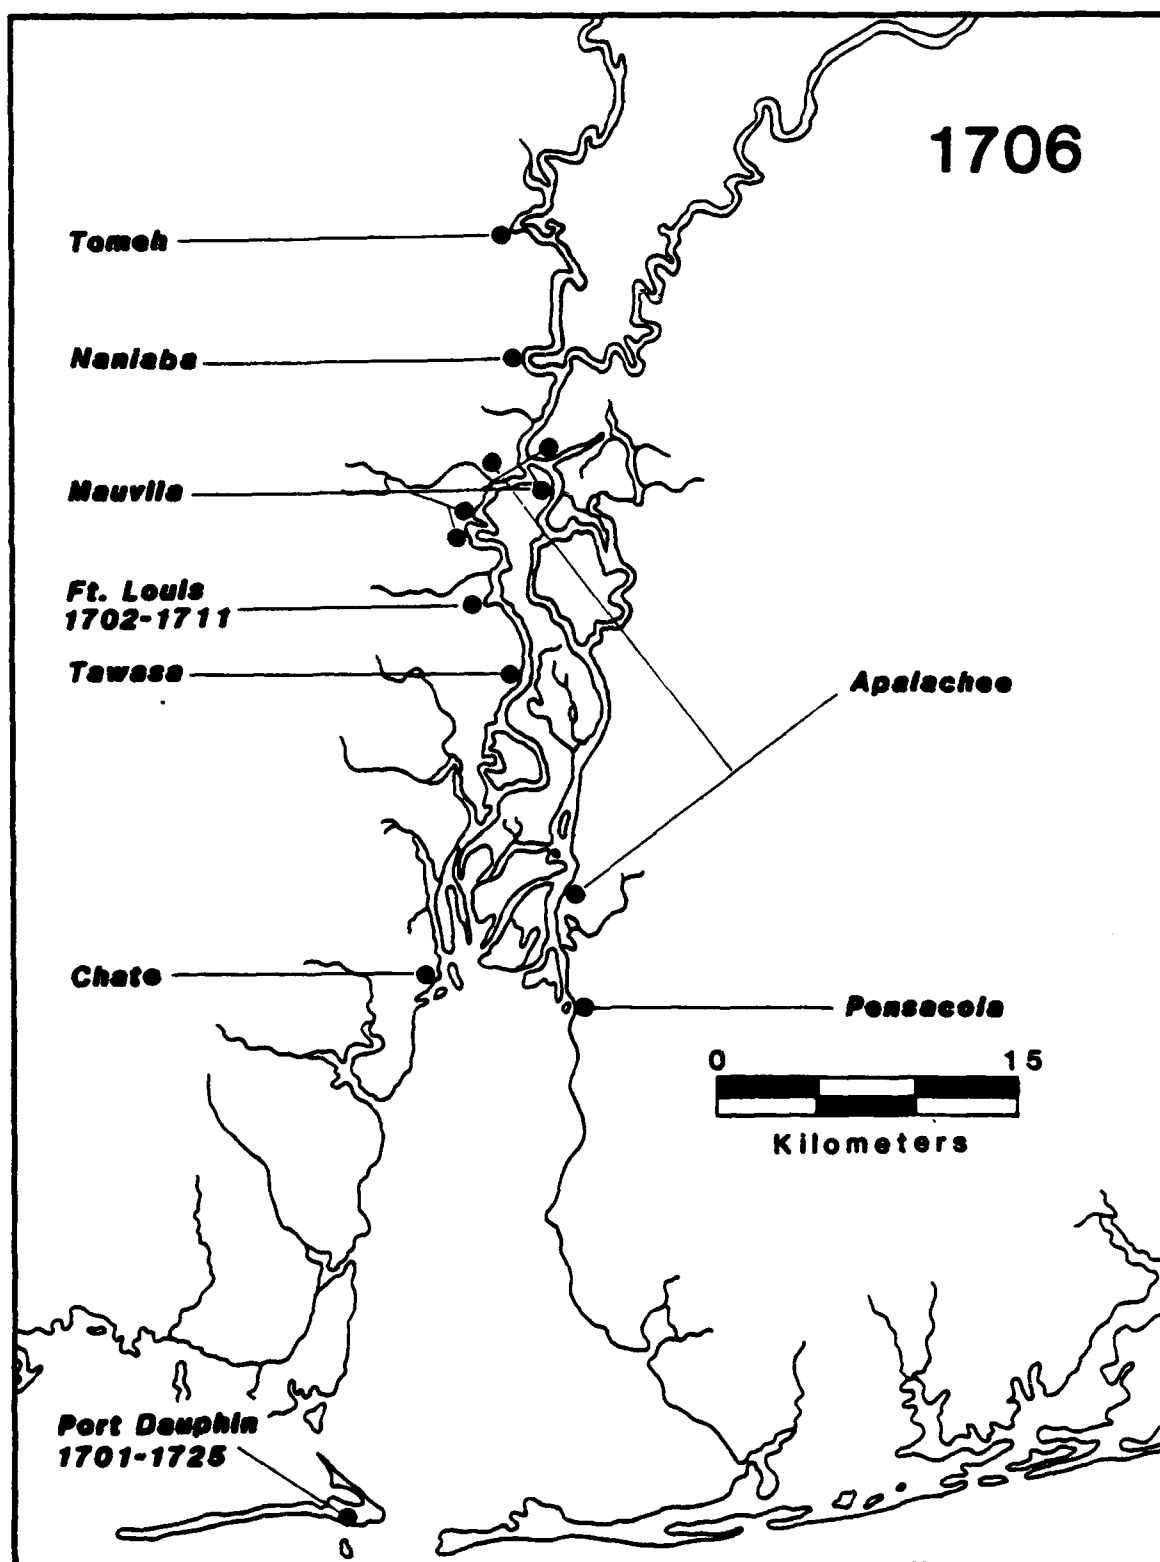 1706
Tomeh
Naniaba
Mauvila
Ft. Louis
1702-1711
Tawasa
Apalachee
Chato
Pensacola
0 15
Kilometers
Port Dauphin
1701-1725